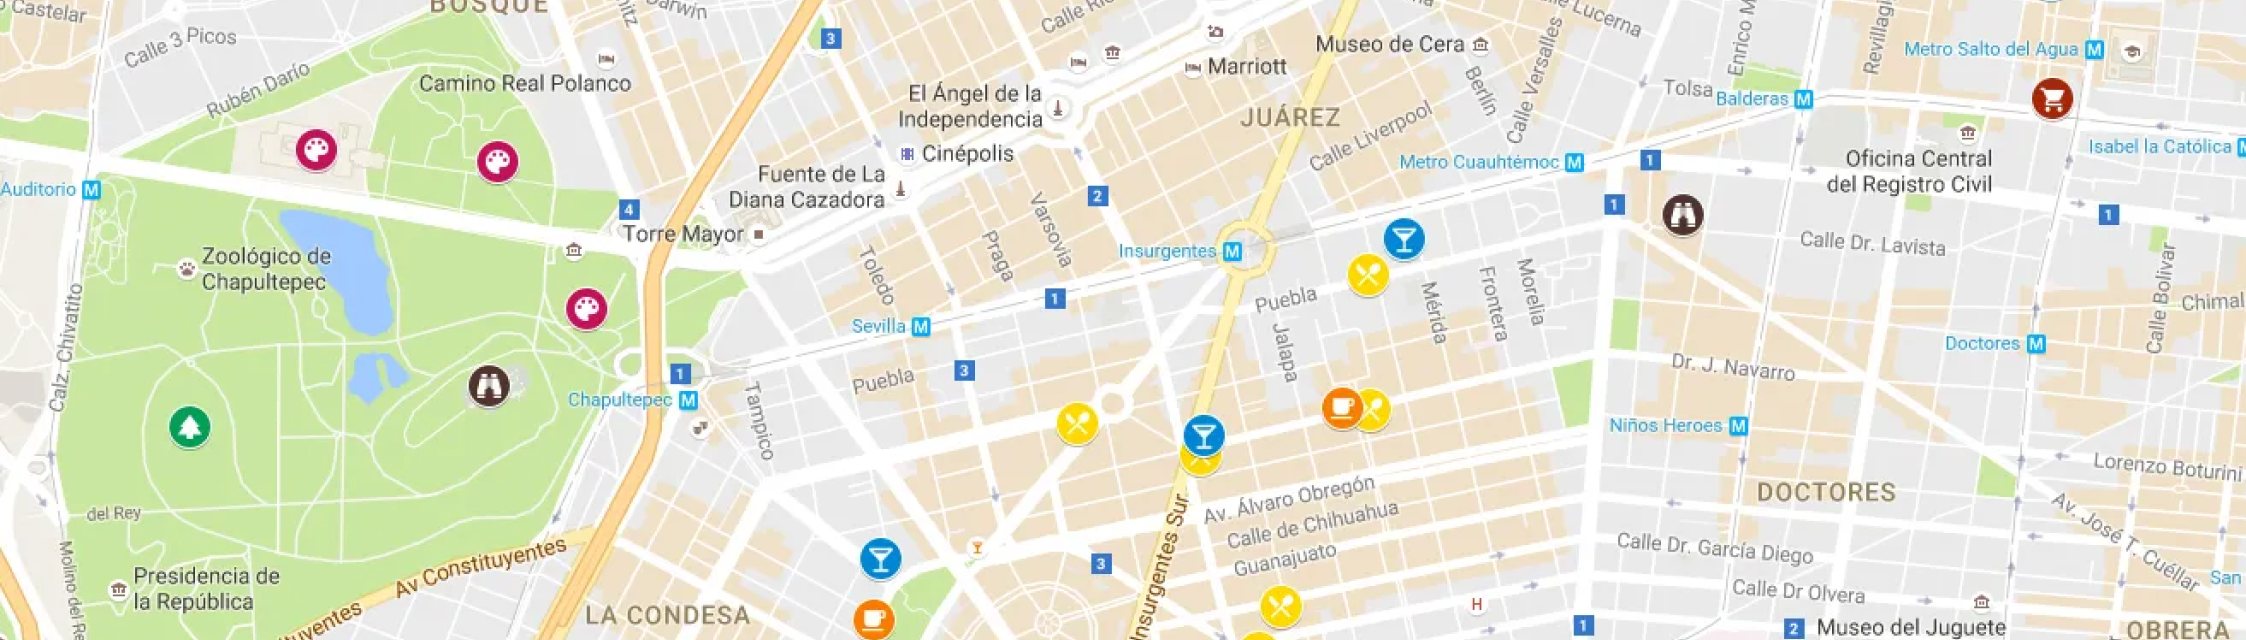 Castelar
BOSQUE
Darwin
Calle 3 Picos
3
Museo de Cera
Calle Lucerna
Calle Versalles
Metro Salto del Agua M
Camino Real Polanco
Rubén Darío
Marriott
Berlín
Tolsa
Balderas M
El Ángel de la
Independencia
JUÁREZ
Calle Liverpool
Cinépolis
Isabel la Católica
Metro Cuauhtémoc M
1
Oficina Central
del Registro Civil
Auditorio M
Fuente de La
Diana Cazadora
2
4
1
1
Torre Mayor
Varsovia
Praga
Toledo
Insurgentes M
Calle Dr. Lavista
Calle Bolivar
Zoológico de
Chapultepec
1
Puebla
Mérida
Frontera
Morelia
Chimal
Calz. Chivatito
Sevilla M
Jalapa
Doctores M
1
Puebla
3
Dr. J. Navarro
Chapultepec M
Tampico
Niños Heroes M
Lorenzo Boturini
Av. Álvaro Obregón
DOCTORES
del Rey
Calle de Chihuahua
Av. José T. Cuéllar
Av Constituyentes
Guanajuato
Calle Dr. García Diego
Insurgentes Sur
3
Molino del Re
Presidencia de
la República
Calle Dr Olvera
San
ituyentes
LA CONDESA
H
1
2
Museo del Juguete
OBRERA